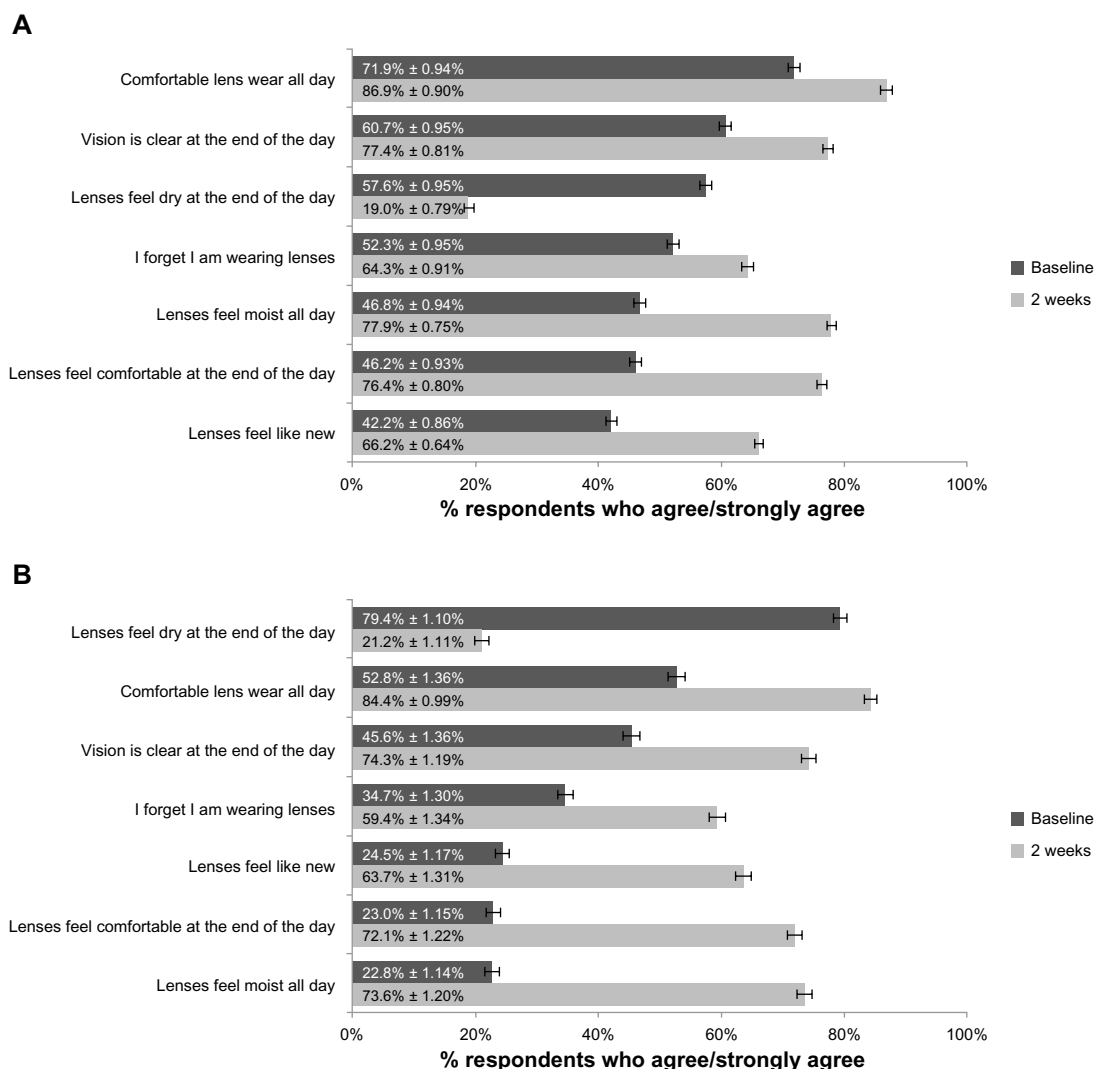 A
Comfortable lens wear all day
71.9% ± 0.94%
86.9% ± 0.90%
Vision is clear at the end of the day
60.7% ± 0.95%
77.4% ± 0.81%
Lenses feel dry at the end of the day
57.6% ± 0.95%
19.0% ± 0.79%
I forget I am wearing lenses
52.3% ± 0.95%
64.3% ± 0.91%
Lenses feel moist all day
46.8% ± 0.94%
77.9% ± 0.75%
Lenses feel comfortable at the end of the day
46.2% ± 0.93%
76.4% ± 0.80%
Lenses feel like new
42.2% ± 0.86%
66.2% ± 0.64%
Baseline
2 weeks
0% 20% 40% 60% 80% 100%
% respondents who agree/strongly agree
B
Lenses feel dry at the end of the day
79.4% ± 1.10%
21.2% ± 1.11%
Comfortable lens wear all day
52.8% ± 1.36%
84.4% ± 0.99%
Vision is clear at the end of the day
45.6% ± 1.36%
74.3% ± 1.19%
I forget I am wearing lenses
34.7% ± 1.30%
59.4% ± 1.34%
Lenses feel like new
24.5% ± 1.17%
63.7% ± 1.31%
Lenses feel comfortable at the end of the day
23.0% ± 1.15%
72.1% ± 1.22%
Lenses feel moist all day
22.8% ± 1.14%
73.6% ± 1.20%
Baseline
2 weeks
0% 20% 40% 60% 80% 100%
% respondents who agree/strongly agree